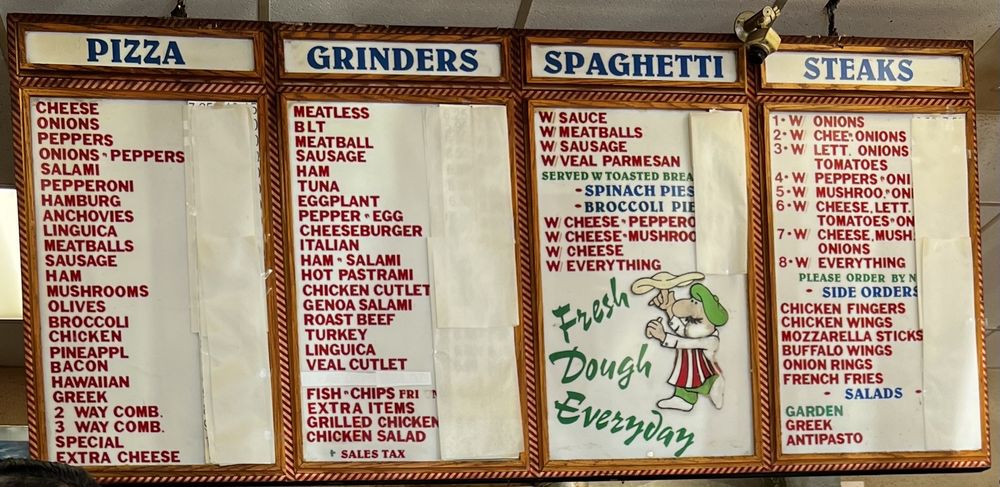 PIZZA
CHEESE
ONIONS
PEPPERS
ONIONS • PEPPERS
SALAMI
PEPPERONI
HAMBURG
ANCHOVIES
LINGUICA
MEATBALLS
SAUSAGE
HAM
MUSHROOMS
OLIVES
BROCCOLI
CHICKEN
PINEAPPL
BACON
HAWAIIAN
GREEK
2 WAY COMB.
3 WAY COMB.
SPECIAL
EXTRA CHEESE
GRINDERS
MEATLESS
BLT
MEATBALL
SAUSAGE
HAM
TUNA
EGGPLANT
PEPPER • EGG
CHEESEBURGER
ITALIAN
HAM • SALAMI
HOT PASTRAMI
CHICKEN CUTLET
GENOA SALAMI
ROAST BEEF
TURKEY
LINGUICA
VEAL CUTLET
FISH • CHIPS FRI
EXTRA ITEMS
GRILLED CHICKEN
CHICKEN SALAD
SALES TAX
SPAGHETTI
W/ SAUCE
W/ MEATBALLS
W/ SAUSAGE
W/ VEAL PARMESAN
SERVED W TOASTED BREA
• SPINACH PIES
• BROCCOLI PIE
W/ CHEESE • PEPPERO
W/ CHEESE • MUSHROO
W/ CHEESE
W/ EVERYTHING
Fresh
Dough
Everyday
STEAKS
1 • W/ ONIONS
2 • W/ CHEE ONIONS
3 • W/ LETT. ONIONS
TOMATOES
4 • W/ PEPPERS • ONI
5 • W/ MUSHROO • ONI
6 • W/ CHEESE, LETT.
TOMATOES • ON
7 • W/ CHEESE, MUSH
ONIONS
8 • W/ EVERYTHING
PLEASE ORDER BY N
• SIDE ORDERS
CHICKEN FINGERS
CHICKEN WINGS
MOZZARELLA STICKS
BUFFALO WINGS
ONION RINGS
FRENCH FRIES
• SALADS •
GARDEN
GREEK
ANTIPASTO